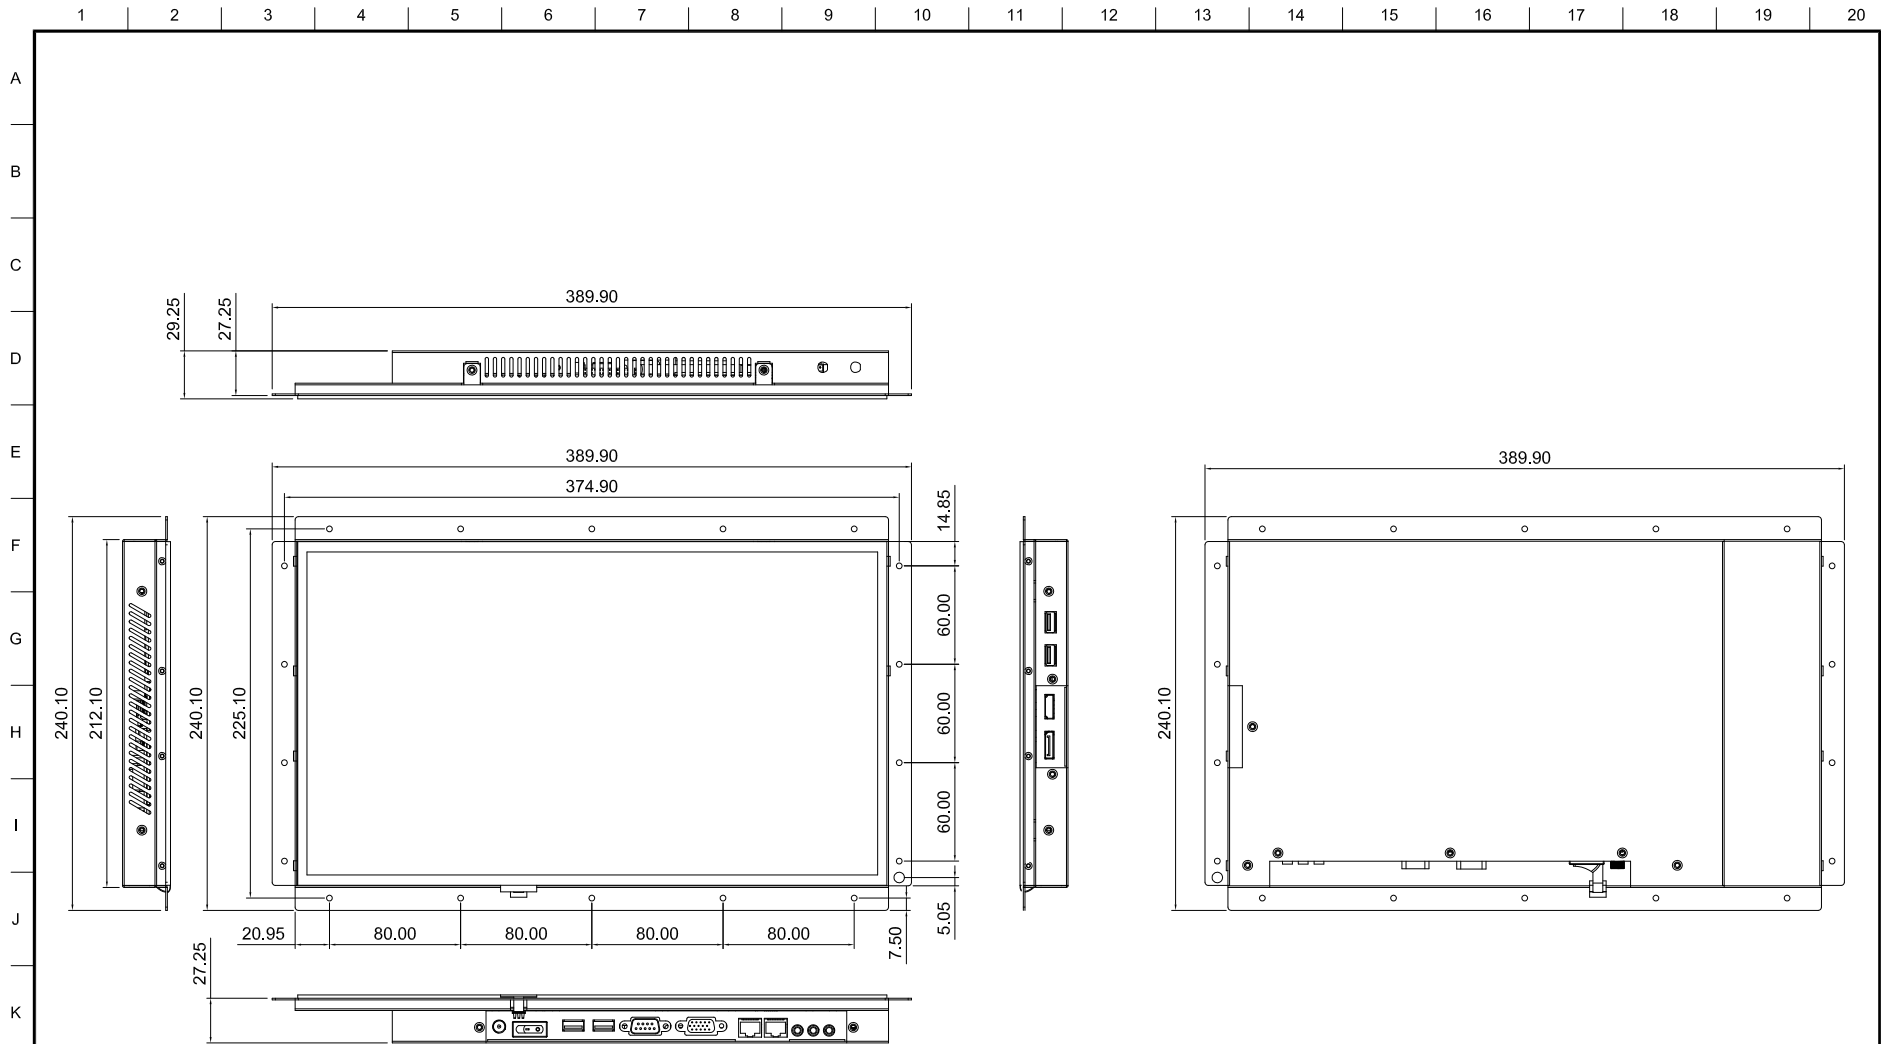 1 2 3 4 5 6 7 8 9 10 11 12 13 14 15 16 17 18 19 20
A
B
C
D
E
F
G
H
I
J
K
389.90
29.25
27.25
389.90
374.90
14.85
60.00
60.00
60.00
5.05
7.50
240.10
212.10
240.10
225.10
20.95 80.00 80.00 80.00 80.00
27.25
389.90
240.10